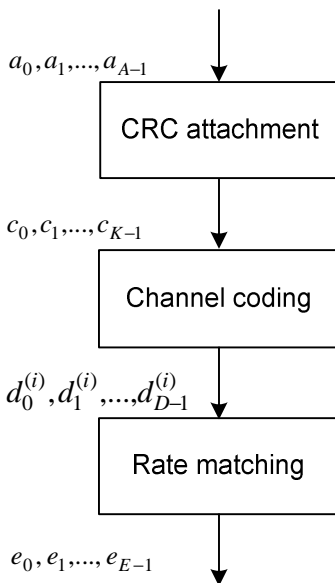 a_0, a_1, ..., a_{A-1}
CRC attachment
c_0, c_1, ..., c_{K-1}
Channel coding
d_0^{(i)}, d_1^{(i)}, ..., d_{D-1}^{(i)}
Rate matching
e_0, e_1, ..., e_{E-1}